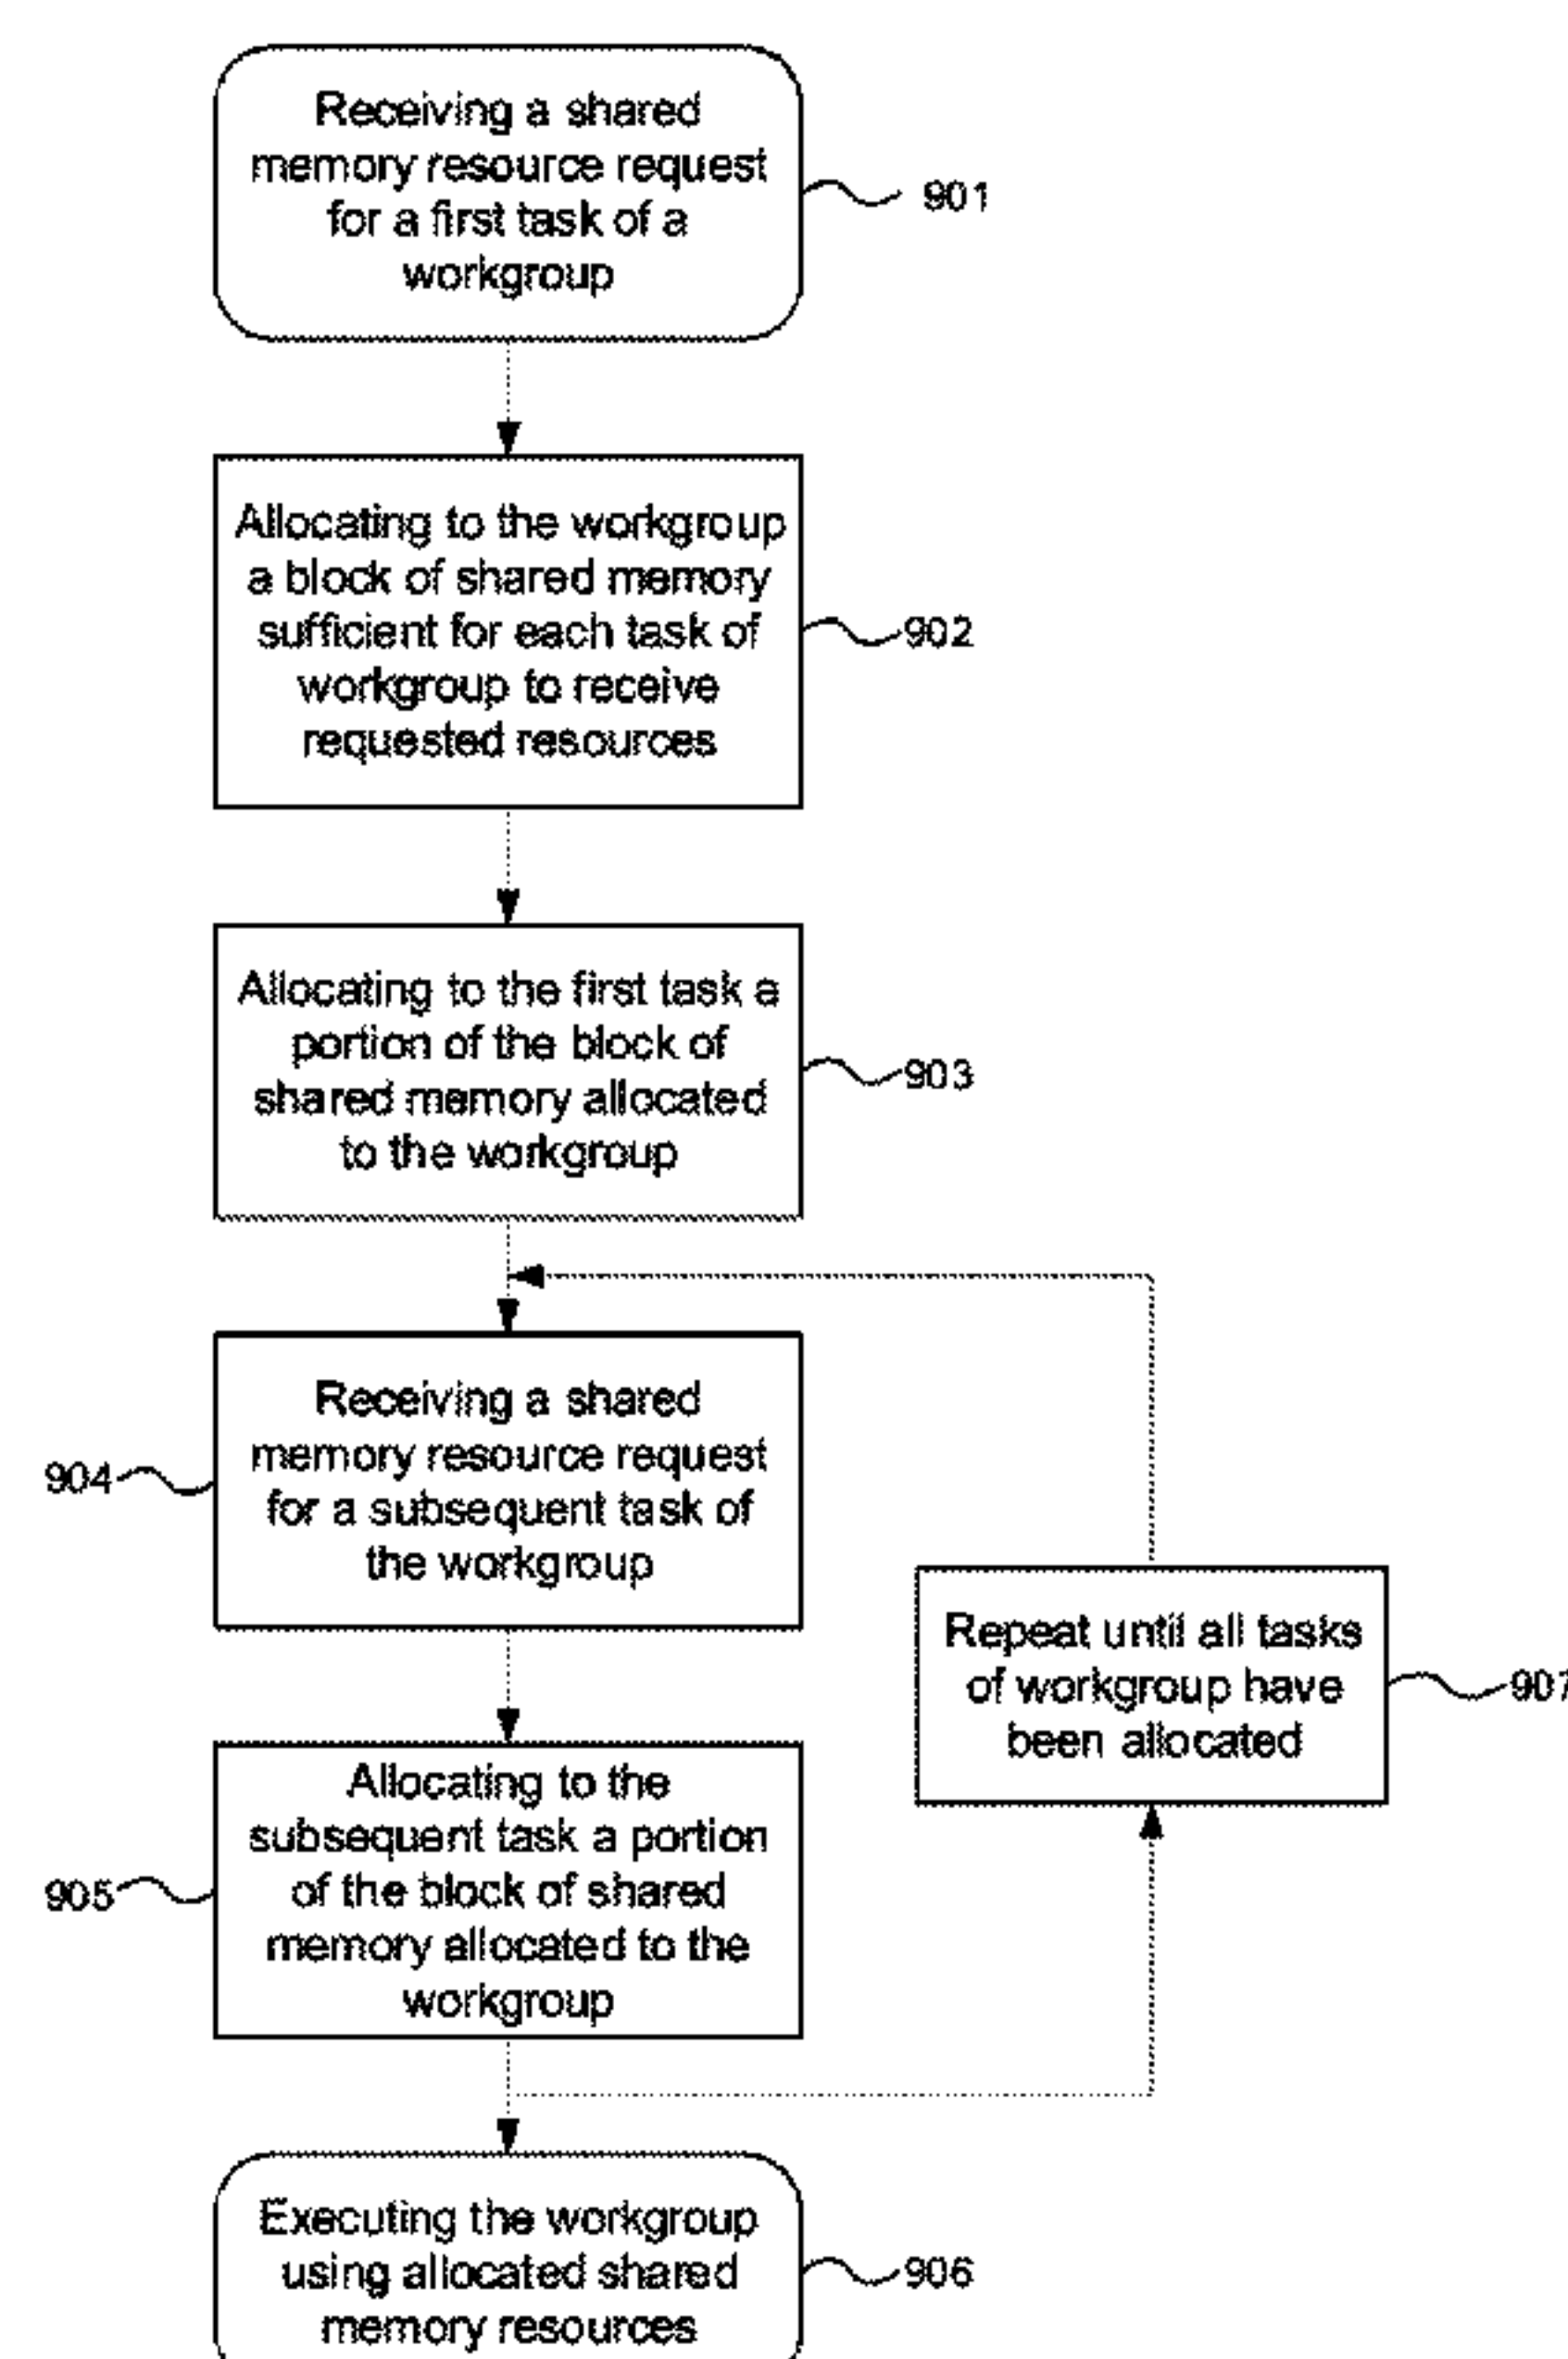 Receiving a shared
memory resource request
for a first task of a
workgroup
901
Allocating to the workgroup
a block of shared memory
sufficient for each task of
workgroup to receive
requested resources
902
Allocating to the first task a
portion of the block of
shared memory allocated
to the workgroup
903
Receiving a shared
memory resource request
for a subsequent task of
the workgroup
904
Allocating to the
subsequent task a portion
of the block of shared
memory allocated to the
workgroup
905
Repeat until all tasks
of workgroup have
been allocated
907
Executing the workgroup
using allocated shared
memory resources
906